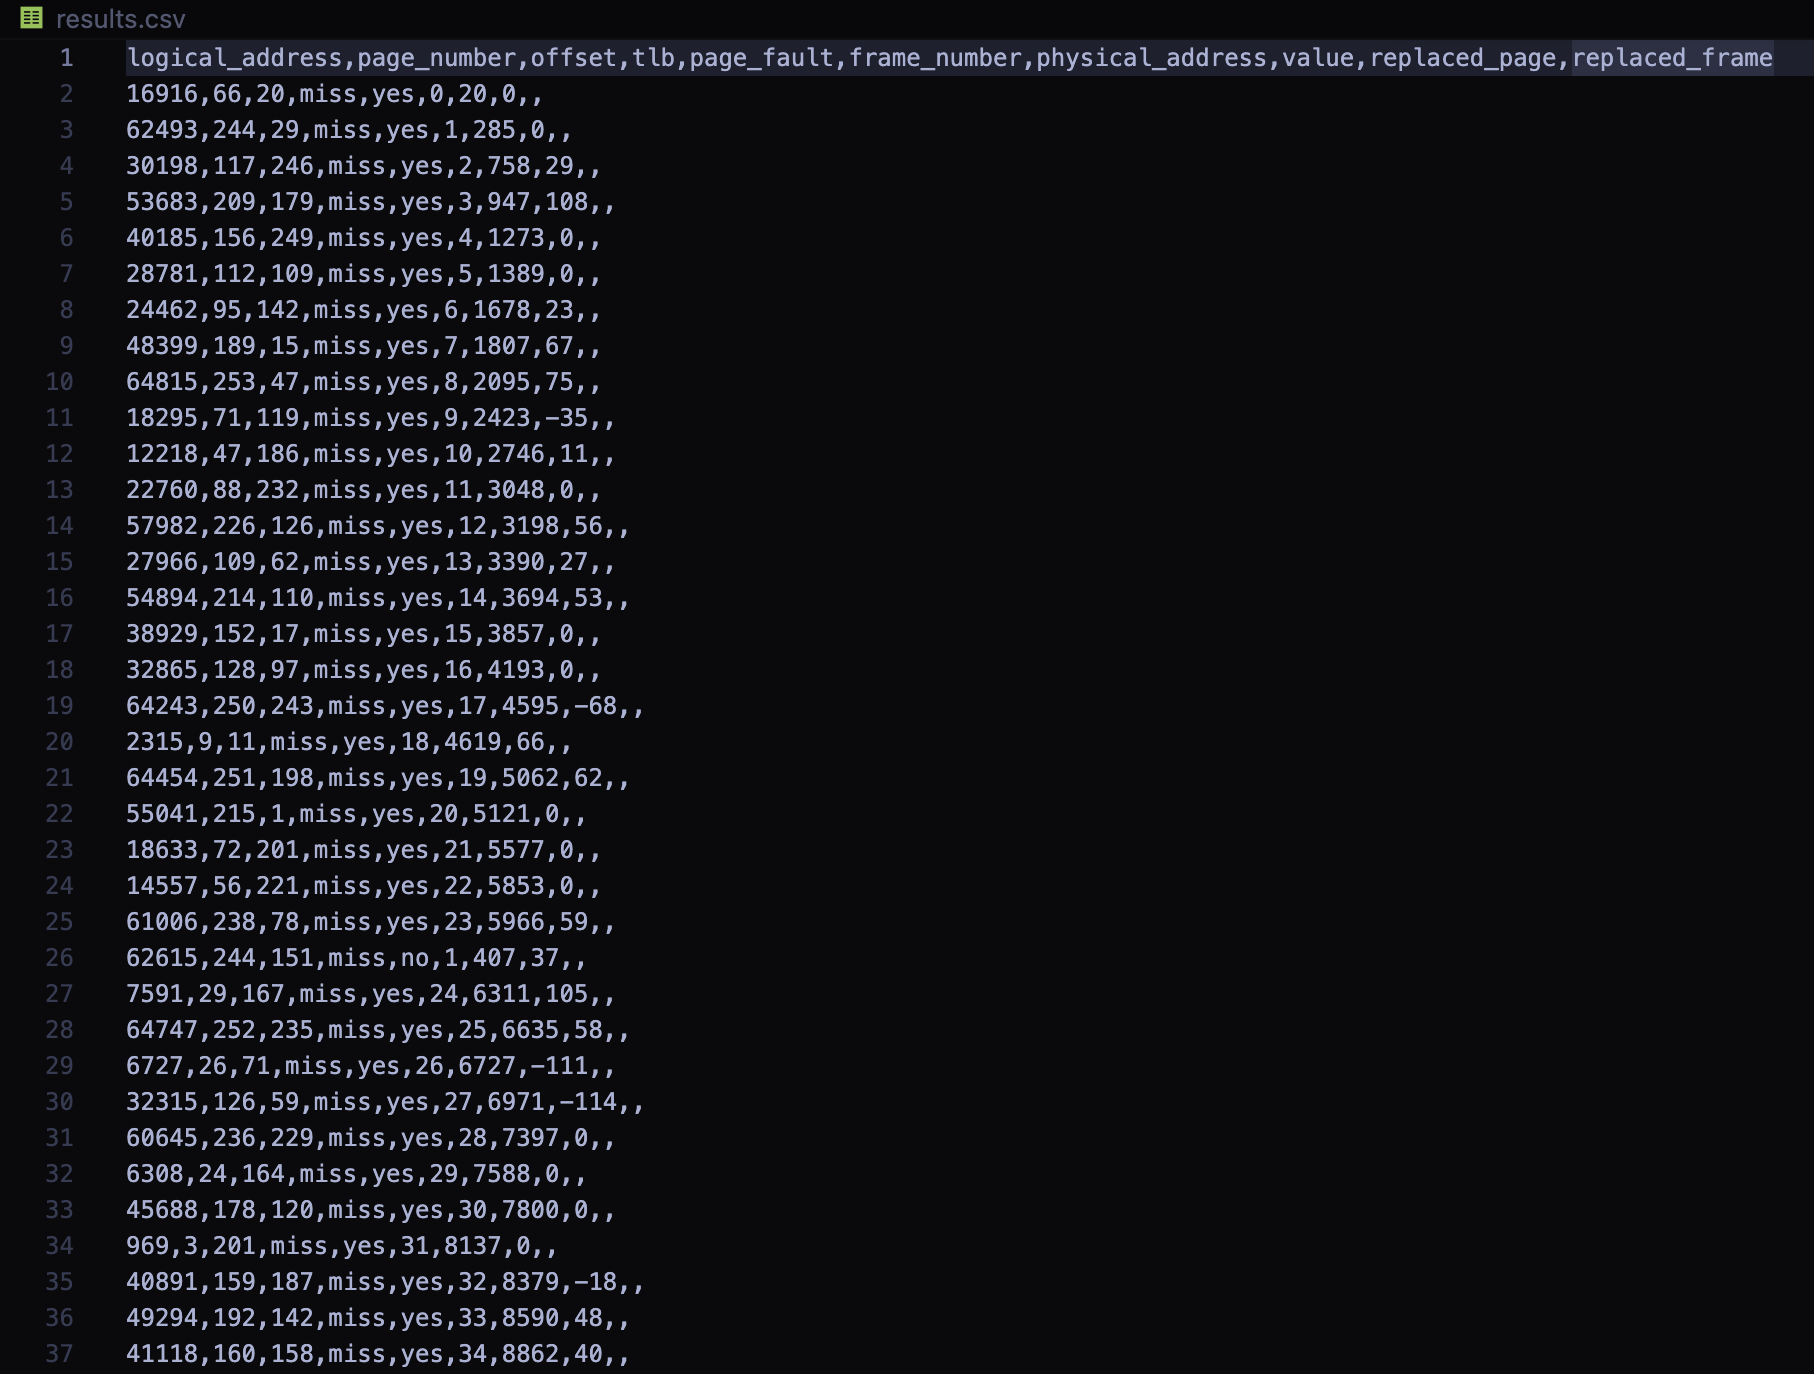 results.csv
1 logical_address,page_number,offset,tlb,page_fault,frame_number,physical_address,value,replaced_page,replaced_frame
2 16916,66,20,miss,yes,0,20,0,,
3 62493,244,29,miss,yes,1,285,0,,
4 30198,117,246,miss,yes,2,758,29,,
5 53683,209,179,miss,yes,3,947,108,,
6 40185,156,249,miss,yes,4,1273,0,,
7 28781,112,109,miss,yes,5,1389,0,,
8 24462,95,142,miss,yes,6,1678,23,,
9 48399,189,15,miss,yes,7,1807,67,,
10 64815,253,47,miss,yes,8,2095,75,,
11 18295,71,119,miss,yes,9,2423,-35,,
12 12218,47,186,miss,yes,10,2746,11,,
13 22760,88,232,miss,yes,11,3048,0,,
14 57982,226,126,miss,yes,12,3198,56,,
15 27966,109,62,miss,yes,13,3390,27,,
16 54894,214,110,miss,yes,14,3694,53,,
17 38929,152,17,miss,yes,15,3857,0,,
18 32865,128,97,miss,yes,16,4193,0,,
19 64243,250,243,miss,yes,17,4595,-68,,
20 2315,9,11,miss,yes,18,4619,66,,
21 64454,251,198,miss,yes,19,5062,62,,
22 55041,215,1,miss,yes,20,5121,0,,
23 18633,72,201,miss,yes,21,5577,0,,
24 14557,56,221,miss,yes,22,5853,0,,
25 61006,238,78,miss,yes,23,5966,59,,
26 62615,244,151,miss,no,1,407,37,,
27 7591,29,167,miss,yes,24,6311,105,,
28 64747,252,235,miss,yes,25,6635,58,,
29 6727,26,71,miss,yes,26,6727,-111,,
30 32315,126,59,miss,yes,27,6971,-114,,
31 60645,236,229,miss,yes,28,7397,0,,
32 6308,24,164,miss,yes,29,7588,0,,
33 45688,178,120,miss,yes,30,7800,0,,
34 969,3,201,miss,yes,31,8137,0,,
35 40891,159,187,miss,yes,32,8379,-18,,
36 49294,192,142,miss,yes,33,8590,48,,
37 41118,160,158,miss,yes,34,8862,40,,